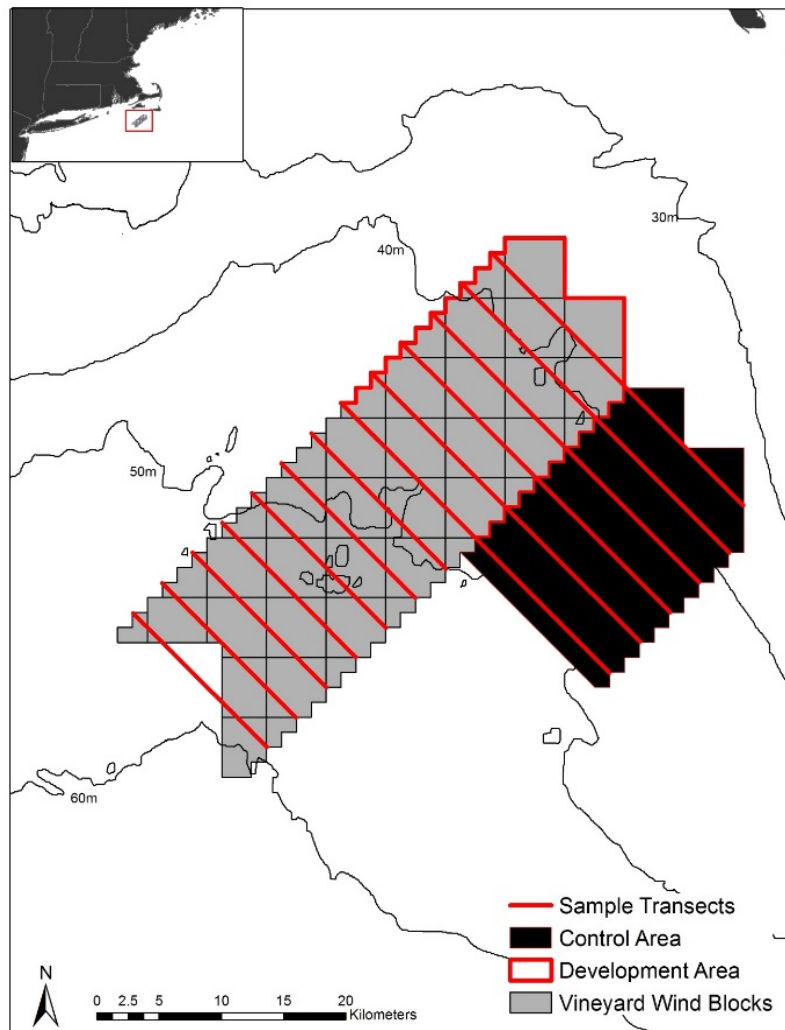 30m
40m
50m
60m
Sample Transects
Control Area
Development Area
Vineyard Wind Blocks
N
0 2.5 5 10 15 20
Kilometers